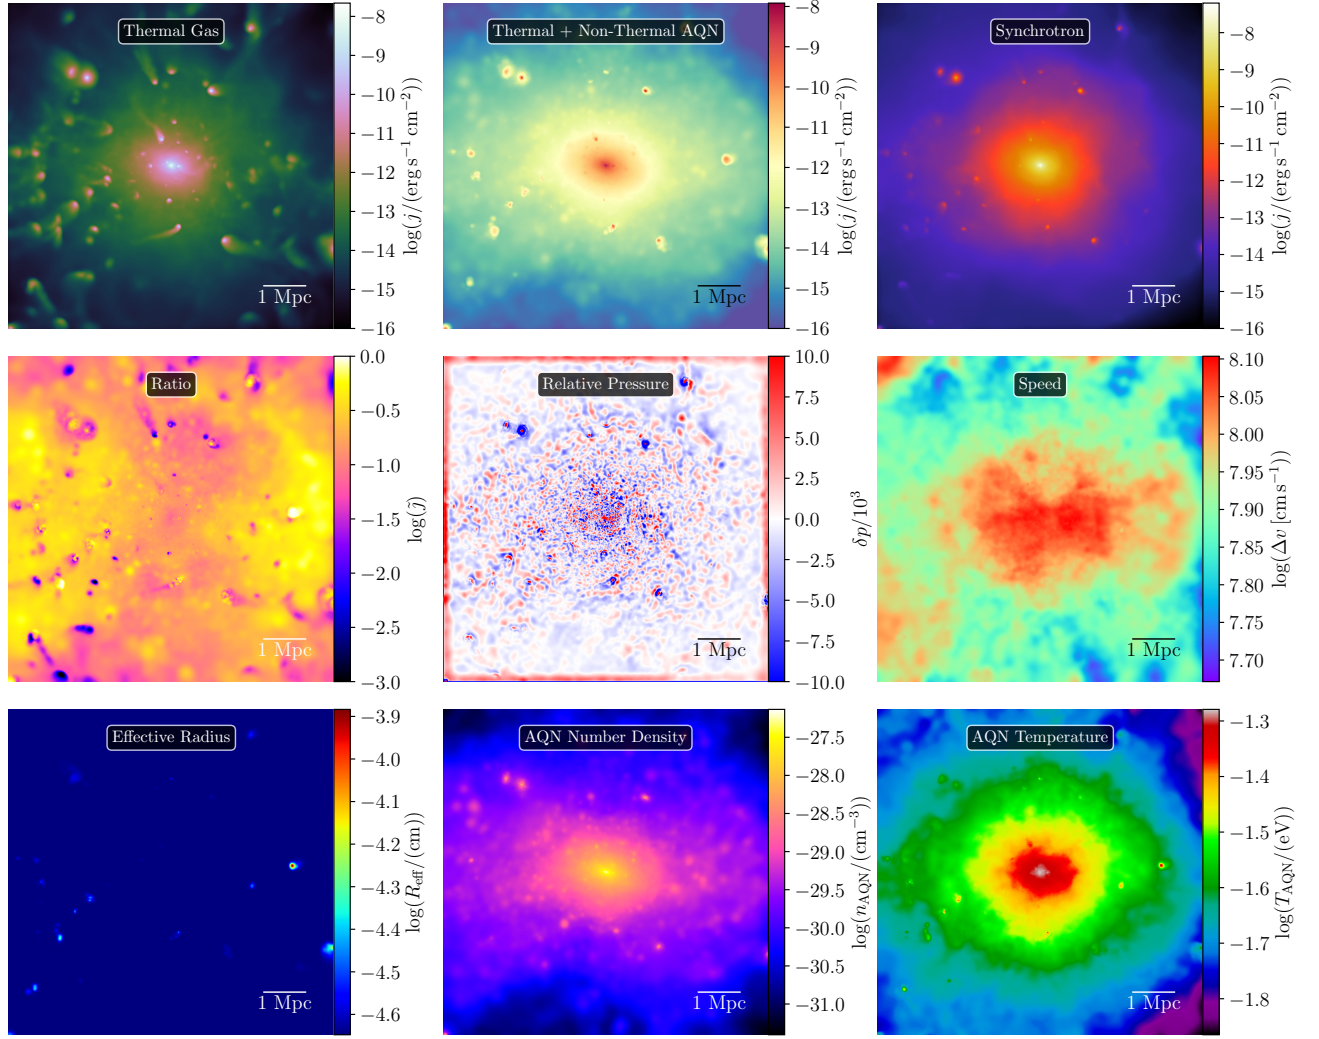 Thermal Gas
1 Mpc
−8
−9
−10
−11
−12
−13
−14
−15
−16
log(j/(erg s⁻¹ cm⁻²))
Thermal + Non-Thermal AQN
1 Mpc
−8
−9
−10
−11
−12
−13
−14
−15
−16
log(j/(erg s⁻¹ cm⁻²))
Synchrotron
1 Mpc
−8
−9
−10
−11
−12
−13
−14
−15
−16
log(j/(erg s⁻¹ cm⁻²))
Ratio
1 Mpc
0.0
−0.5
−1.0
−1.5
−2.0
−2.5
−3.0
log(j̃)
Relative Pressure
1 Mpc
10.0
7.5
5.0
2.5
0.0
−2.5
−5.0
−7.5
−10.0
δp/10³
Speed
1 Mpc
8.10
8.05
8.00
7.95
7.90
7.85
7.80
7.75
7.70
log(Δv [cm s⁻¹])
Effective Radius
1 Mpc
−3.9
−4.0
−4.1
−4.2
−4.3
−4.4
−4.5
−4.6
log(R_eff/(cm))
AQN Number Density
1 Mpc
−27.5
−28.0
−28.5
−29.0
−29.5
−30.0
−30.5
−31.0
log(n_AQN/(cm⁻³))
AQN Temperature
1 Mpc
−1.3
−1.4
−1.5
−1.6
−1.7
−1.8
log(T_AQN/(eV))